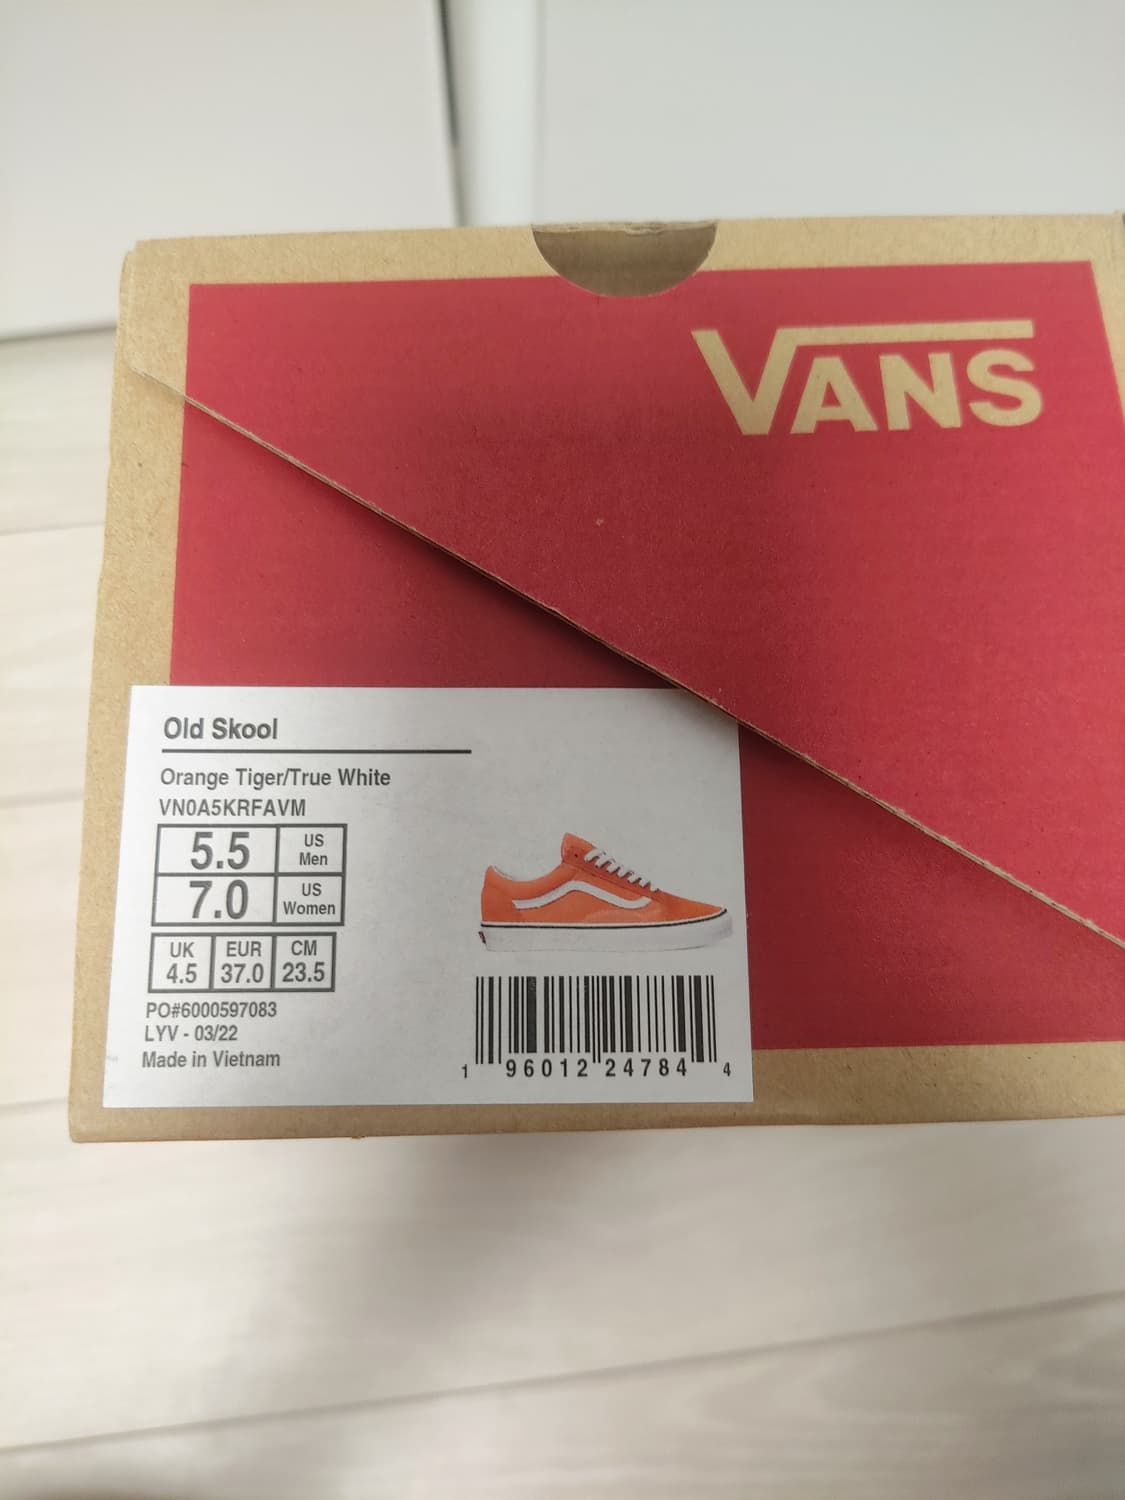 VANS
Old Skool
Orange Tiger/True White
VN0A5KRFAVM
5.5 US Men
7.0 US Women
UK EUR CM
4.5 37.0 23.5
PO#6000597083
LYV - 03/22
Made in Vietnam
1 96012 24784 4